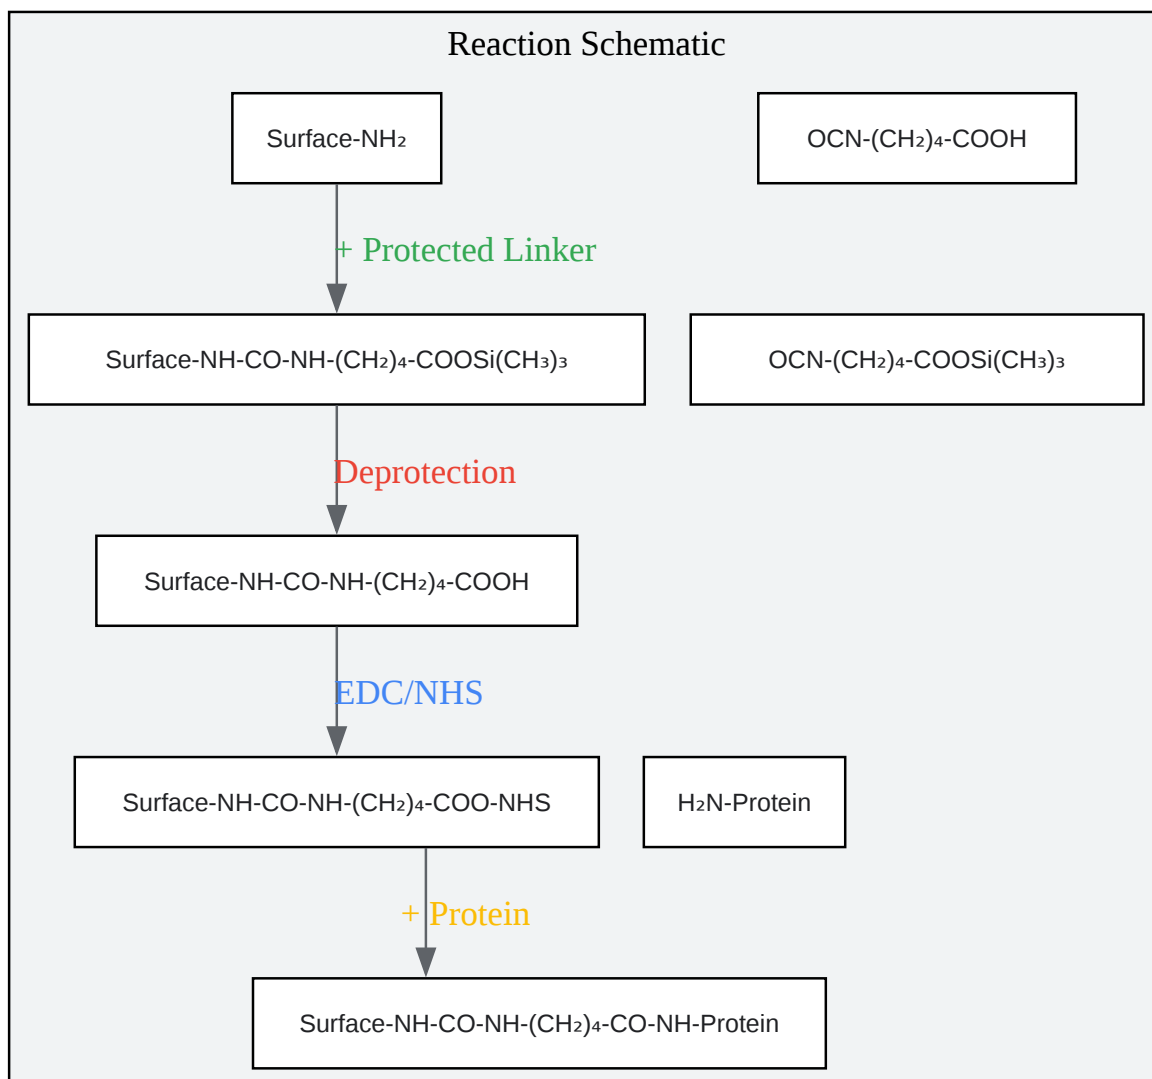 Reaction Schematic
Surface-NH₂
OCN-(CH₂)₄-COOH
+ Protected Linker
Surface-NH-CO-NH-(CH₂)₄-COOSi(CH₃)₃
OCN-(CH₂)₄-COOSi(CH₃)₃
Deprotection
Surface-NH-CO-NH-(CH₂)₄-COOH
EDC/NHS
Surface-NH-CO-NH-(CH₂)₄-COO-NHS
H₂N-Protein
+ Protein
Surface-NH-CO-NH-(CH₂)₄-CO-NH-Protein